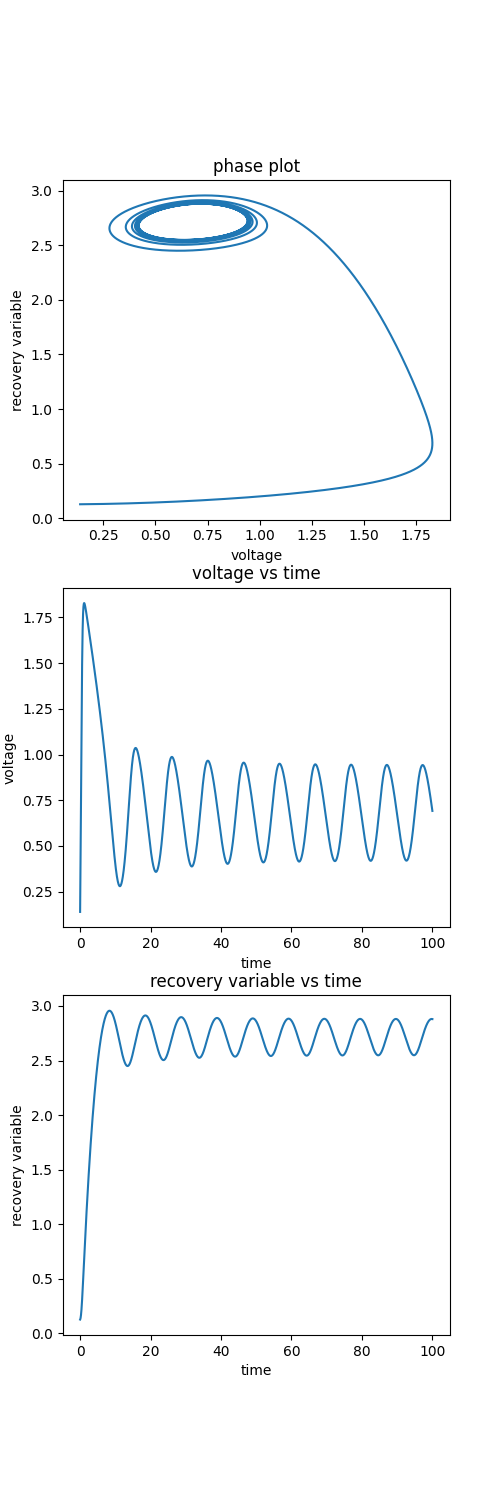 phase plot
3.0
2.5
2.0
1.5
1.0
0.5
0.0
recovery variable
0.25 0.50 0.75 1.00 1.25 1.50 1.75
voltage
voltage vs time
1.75
1.50
1.25
1.00
0.75
0.50
0.25
voltage
0 20 40 60 80 100
time
recovery variable vs time
3.0
2.5
2.0
1.5
1.0
0.5
0.0
recovery variable
0 20 40 60 80 100
time